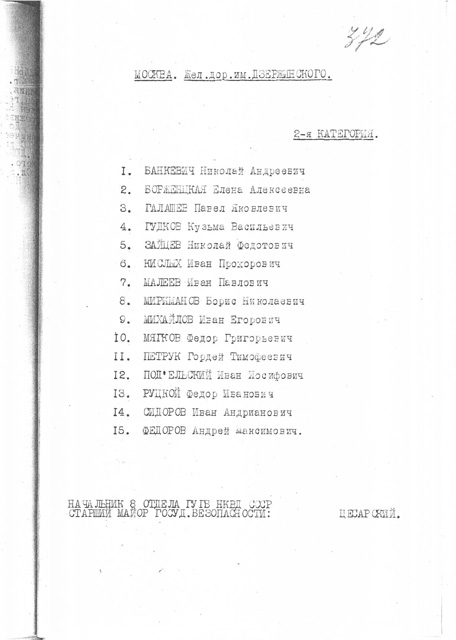 372
МОСКВА. Жел.дор.им.ДЗЕРЖИНСКОГО.
2-я КАТЕГОРИЯ.
1. БАНКЕВИЧ Николай Андреевич
2. БОРЖЕНЦКАЯ Елена Алексеевна
3. ГАЛАШЕВ Павел Яковлевич
4. ГУДКОВ Кузьма Васильевич
5. ЗАЙЦЕВ Николай Федотович
6. КИСЛЫХ Иван Прохорович
7. МАЛЕЕВ Иван Павлович
8. МИРИМАНОВ Борис Николаевич
9. МИХАЙЛОВ Иван Егорович
10. МЯГКОВ Федор Григорьевич
11. ПЕТРУК Гордей Тимофеевич
12. ПОД"ЕЛЬСКИЙ Иван Иосифович
13. РУЦКОЙ Федор Иванович
14. СИДОРОВ Иван Андрианович
15. ФЕДОРОВ Андрей Максимович.
НАЧАЛЬНИК 8 ОТДЕЛА ГУГБ НКВД СССР
СТАРШИЙ МАЙОР ГОСУД.БЕЗОПАСНОСТИ: ЦЕСАРСКИЙ.